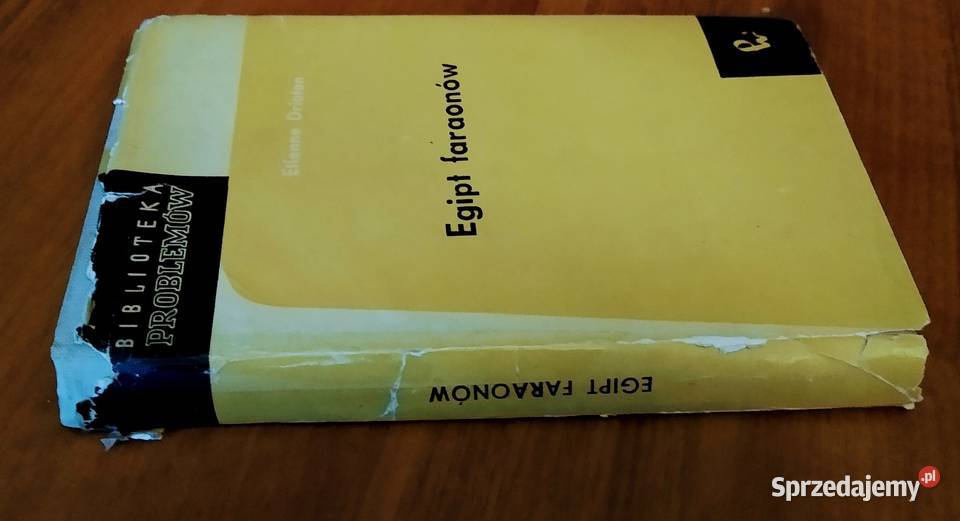 BIBLIOTEKA
PROBLEMÓW
Etienne Drioton
Egipt faraonów
EGIPT FARAONÓW
Sprzedajemy.pl